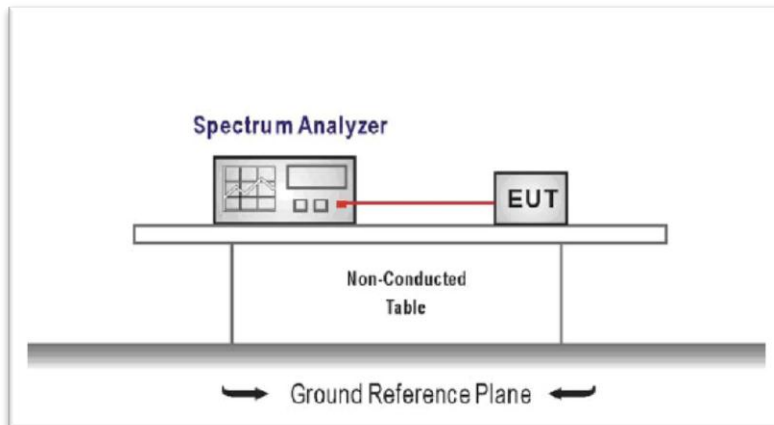 Spectrum Analyzer
EUT
Non-Conducted
Table
Ground Reference Plane